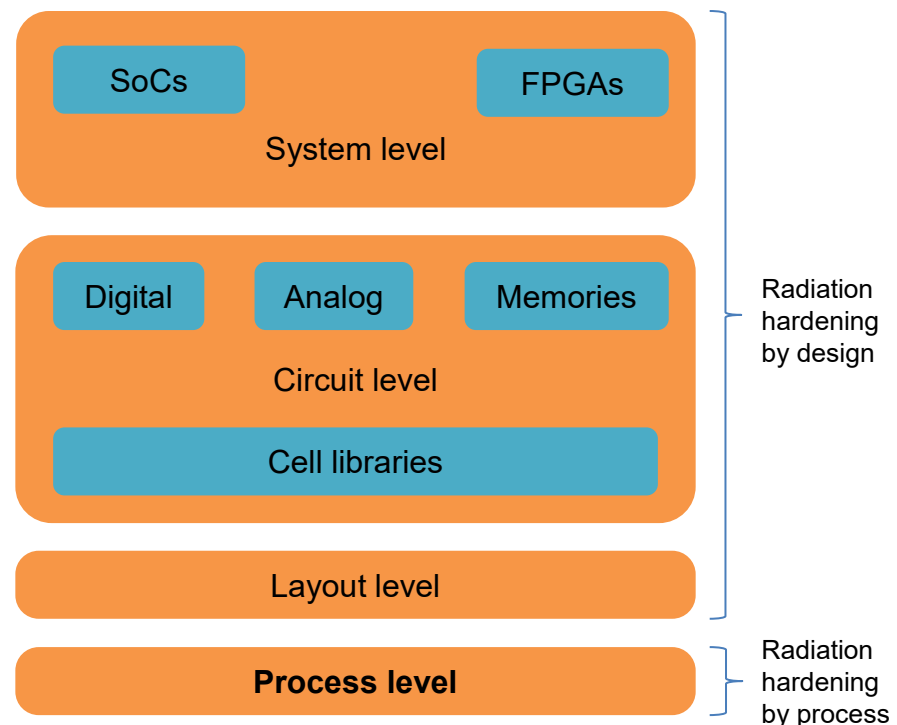 SoCs
FPGAs
System level
Digital
Analog
Memories
Circuit level
Cell libraries
Layout level
Process level
Radiation
hardening
by design
Radiation
hardening
by process